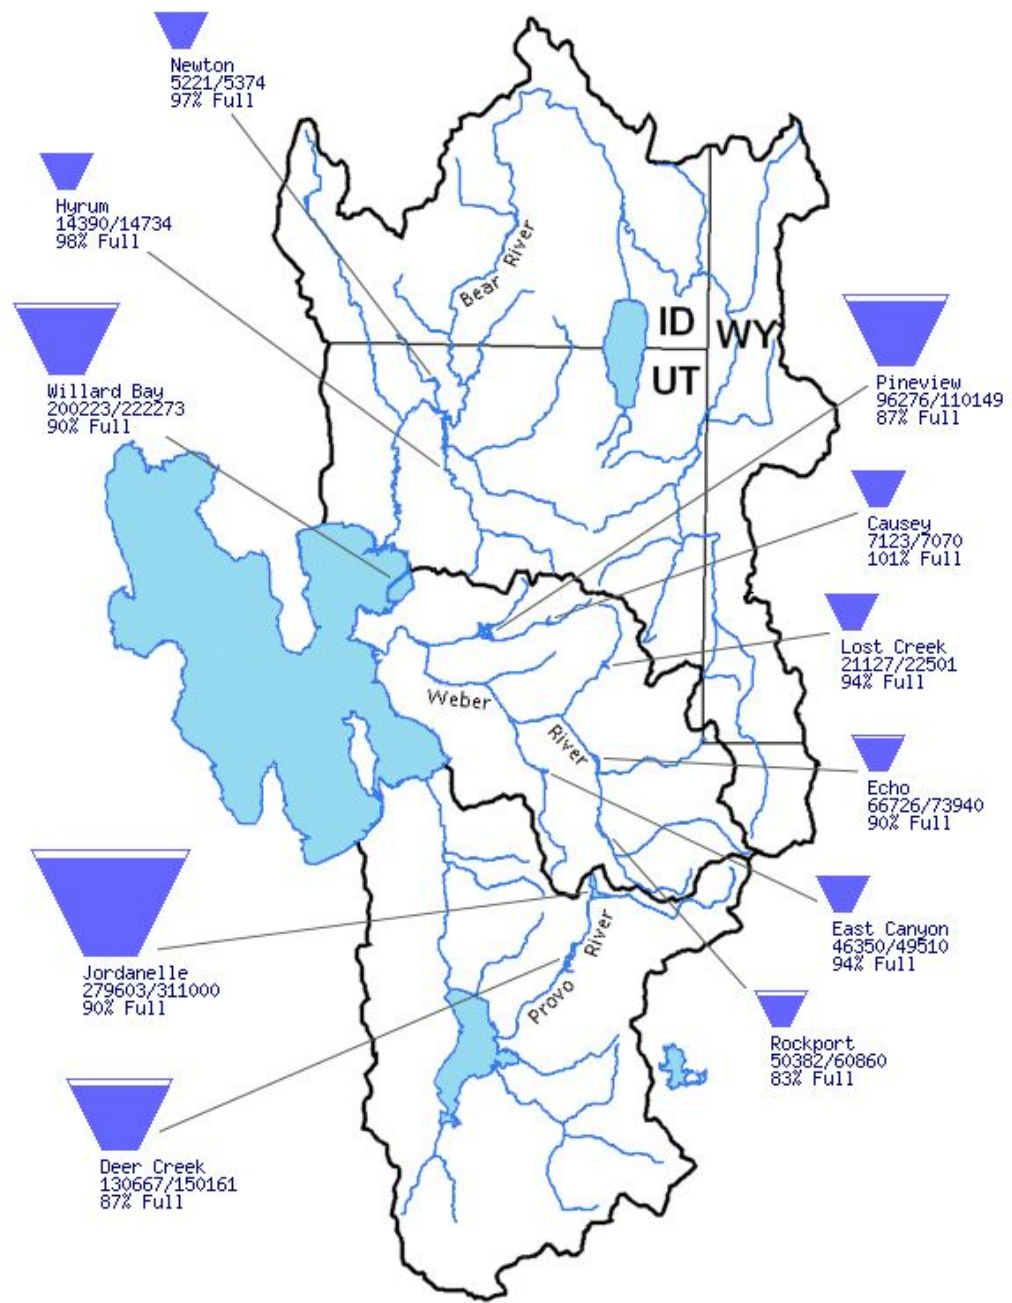 Newton
5221/5374
97% Full
Hyrum
14390/14734
98% Full
Bear River
Willard Bay
200223/222273
90% Full
ID
WY
UT
Pineview
96276/110149
87% Full
Causey
7123/7070
101% Full
Lost Creek
21127/22501
94% Full
Weber River
Echo
66726/73940
90% Full
East Canyon
46350/49510
94% Full
Jordanelle
279603/311000
90% Full
Provo River
Rockport
50382/60860
83% Full
Deer Creek
130667/150161
87% Full